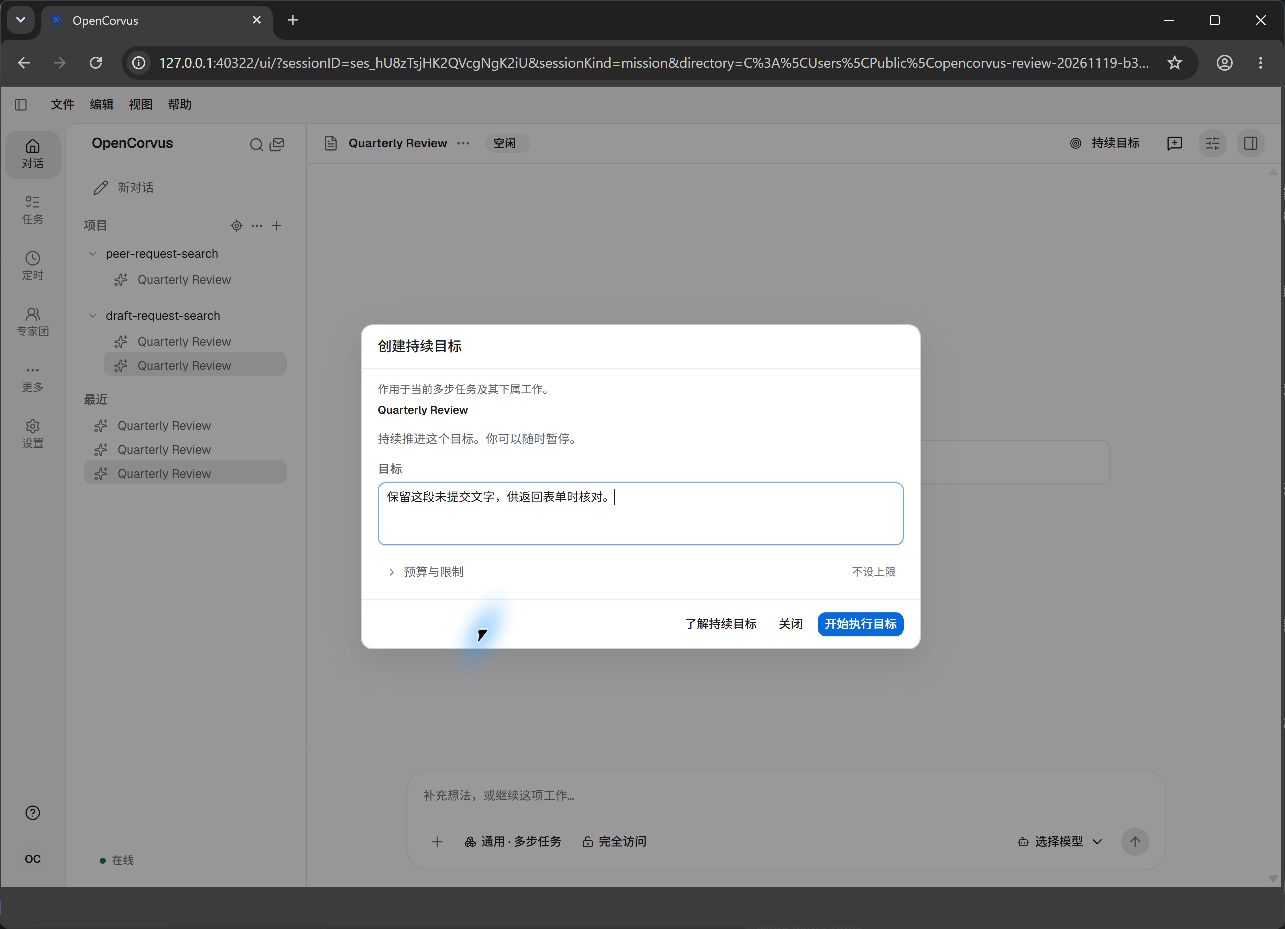 OpenCorvus
127.0.0.1:40322/ui/?sessionID=ses_hU8zTsjHK2QVcgNgK2iU&sessionKind=mission&directory=C%3A%5CUsers%5CPublic%5Copencorvus-review-20261119-b3...
文件 编辑 视图 帮助
对话
任务
定时
专家团
更多
设置
OC
OpenCorvus
新对话
项目
peer-request-search
Quarterly Review
draft-request-search
Quarterly Review
Quarterly Review
最近
Quarterly Review
Quarterly Review
Quarterly Review
在线
Quarterly Review 空闲 持续目标
创建持续目标
作用于当前多步任务及其下属工作。
Quarterly Review
持续推进这个目标。你可以随时暂停。
目标
保留这段未提交文字，供返回表单时核对。
预算与限制 不设上限
了解持续目标 关闭 开始执行目标
补充想法，或继续这项工作...
通用 · 多步任务 完全访问 选择模型